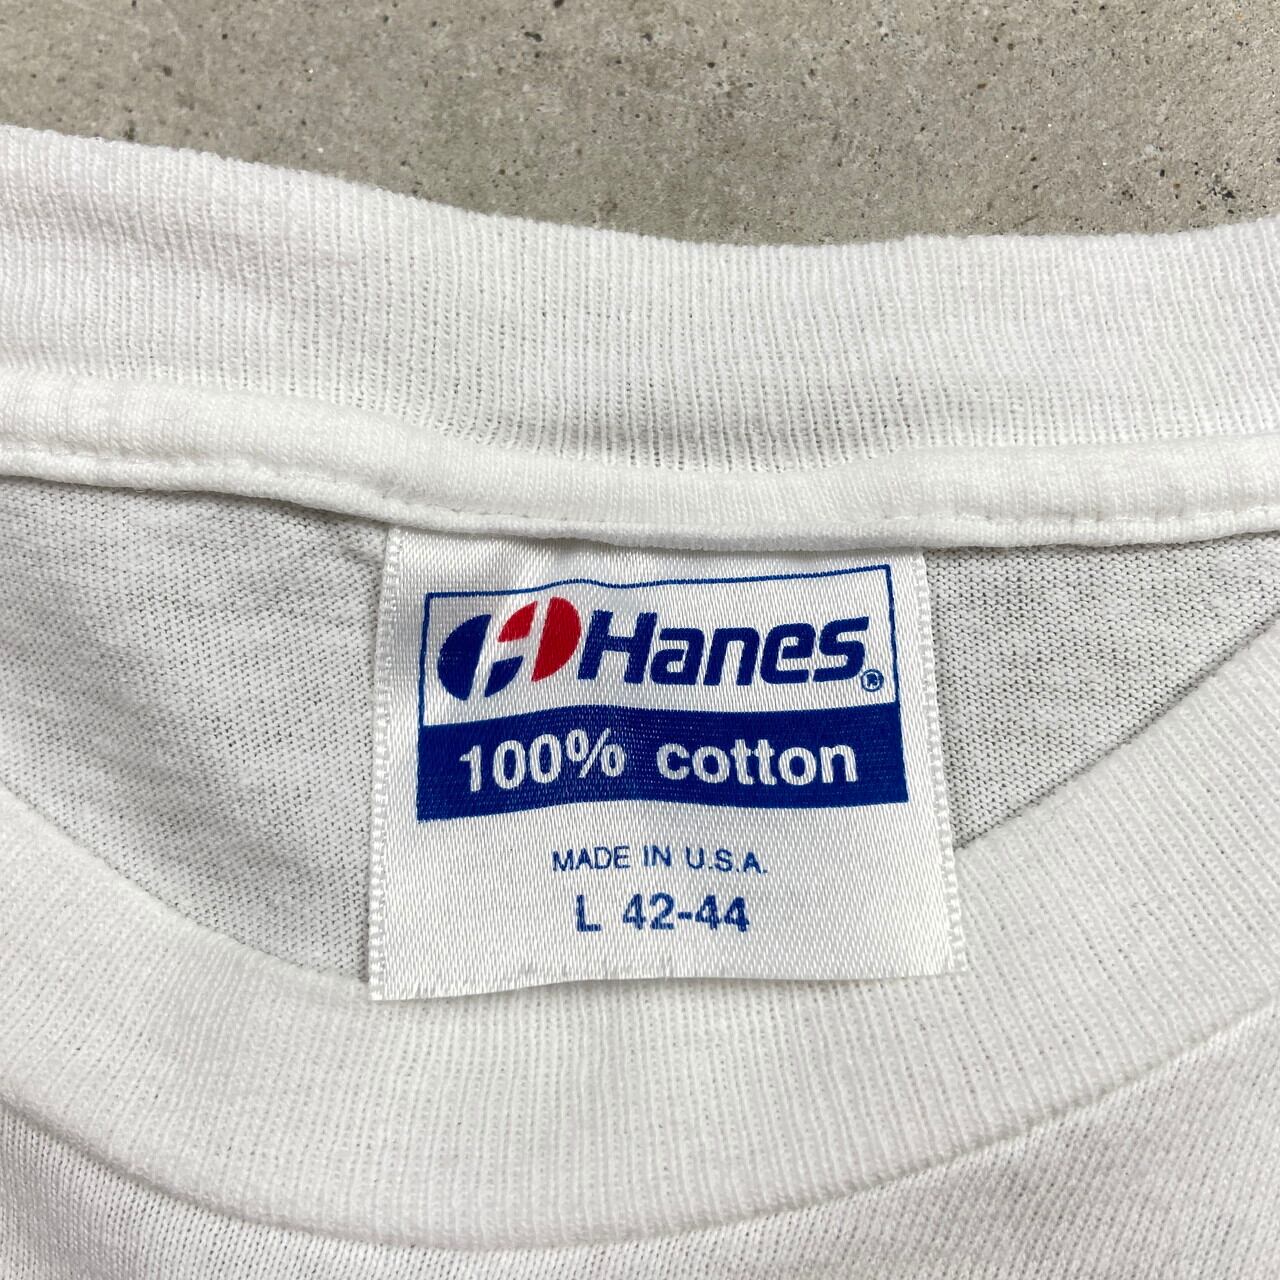 Hanes®
100% cotton
MADE IN U.S.A.
L 42-44